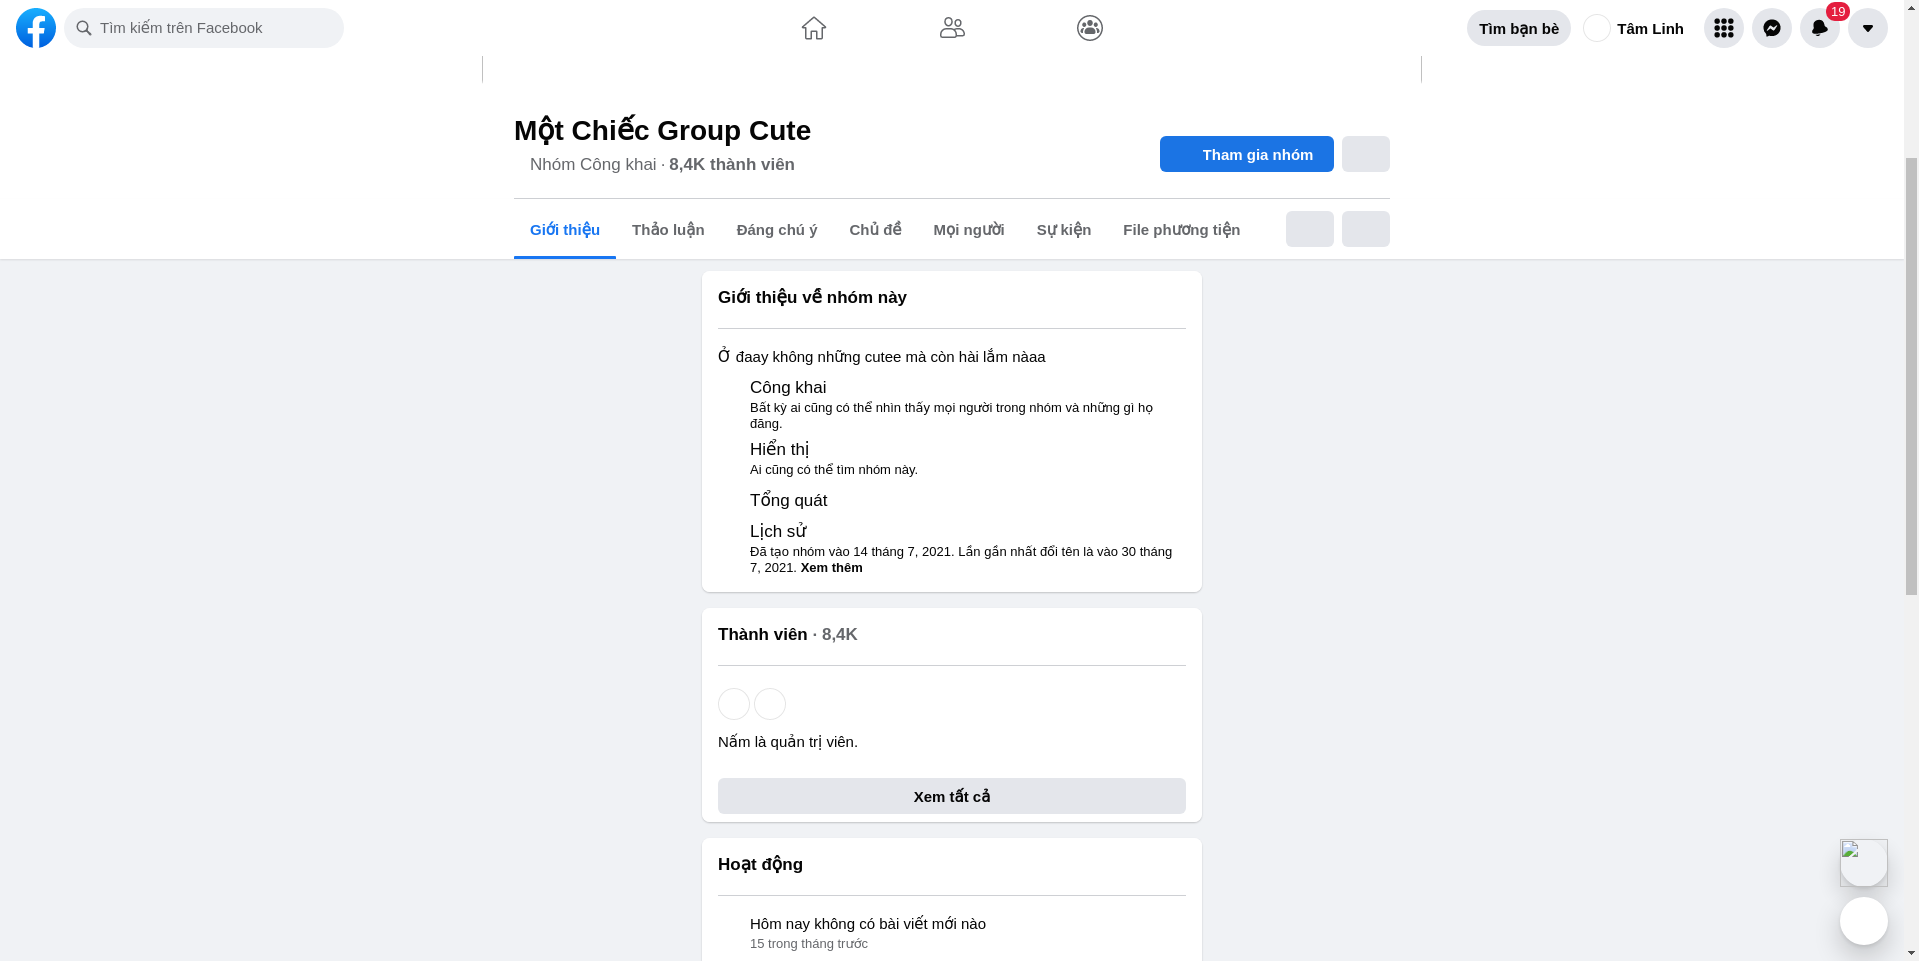 Tìm kiếm trên Facebook
Tìm bạn bè
Tâm Linh
19
Một Chiếc Group Cute
Nhóm Công khai · 8,4K thành viên
Tham gia nhóm
Giới thiệu
Thảo luận
Đáng chú ý
Chủ đề
Mọi người
Sự kiện
File phương tiện
Giới thiệu về nhóm này
Ở đaay không những cutee mà còn hài lắm nàaa
Công khai
Bất kỳ ai cũng có thể nhìn thấy mọi người trong nhóm và những gì họ
đăng.
Hiển thị
Ai cũng có thể tìm nhóm này.
Tổng quát
Lịch sử
Đã tạo nhóm vào 14 tháng 7, 2021. Lần gần nhất đổi tên là vào 30 tháng
7, 2021. Xem thêm
Thành viên · 8,4K
Nấm là quản trị viên.
Xem tất cả
Hoạt động
Hôm nay không có bài viết mới nào
15 trong tháng trước